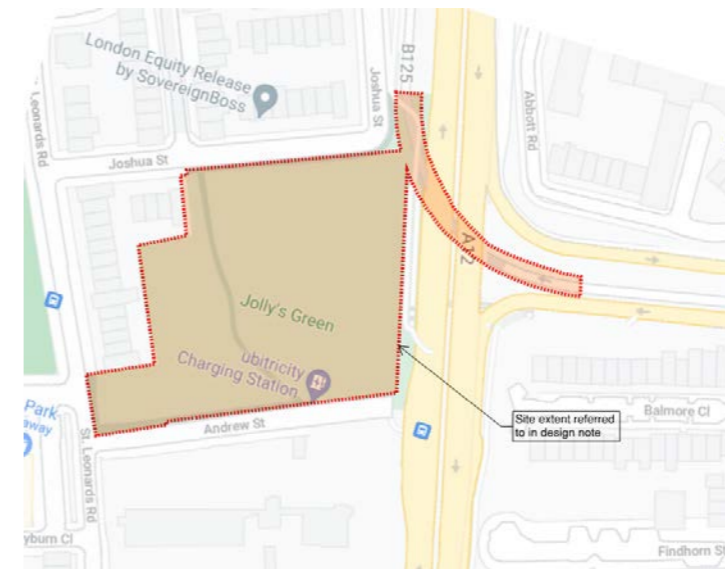 London Equity Release
by SovereignBoss
Leonards Rd
Joshua St
B125
Abbott Rd
Joshua St
A12
Jolly's Green
ubitricity
Charging Station
Site extent referred
to in design note
Balmore Cl
Park
away
Andrew St
St. Leonards Rd
yburn Cl
Findhorn St